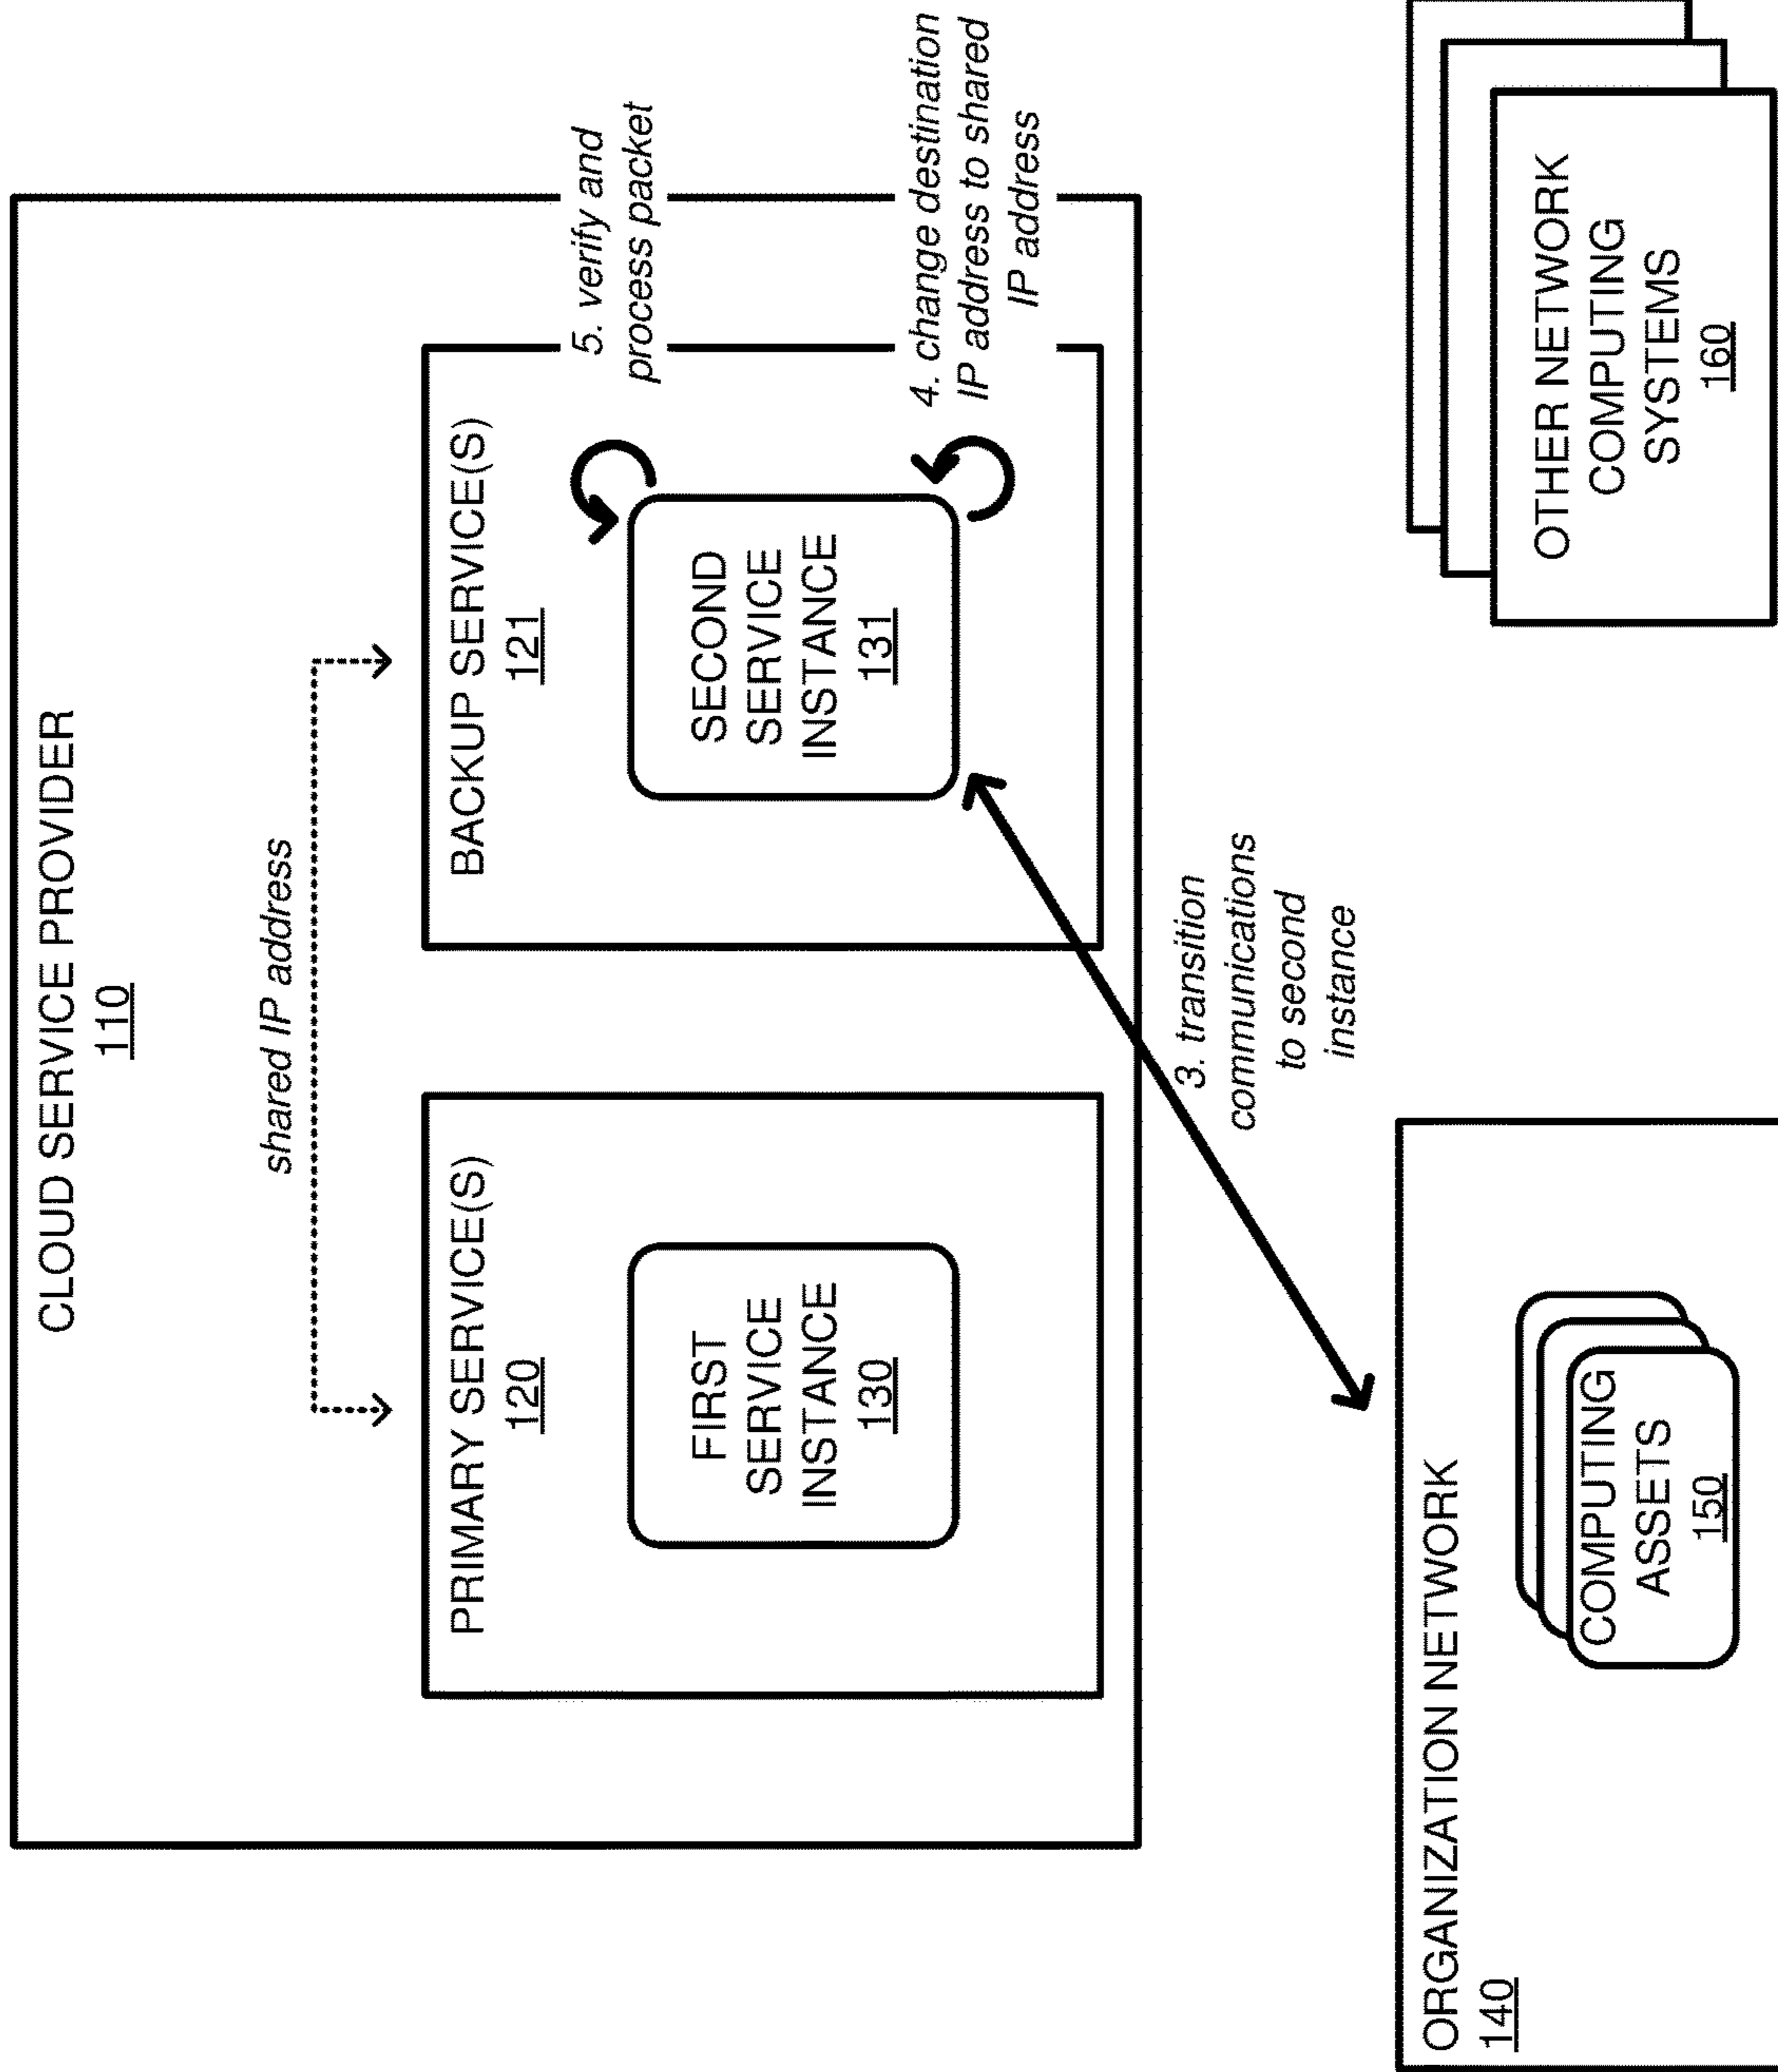 CLOUD SERVICE PROVIDER
110
shared IP address
PRIMARY SERVICE(S)
120
FIRST
SERVICE
INSTANCE
130
BACKUP SERVICE(S)
121
SECOND
SERVICE
INSTANCE
131
5. verify and
process packet
4. change destination
IP address to shared
IP address
3. transition
communications
to second
instance
ORGANIZATION NETWORK
140
COMPUTING
ASSETS
150
OTHER NETWORK
COMPUTING
SYSTEMS
160